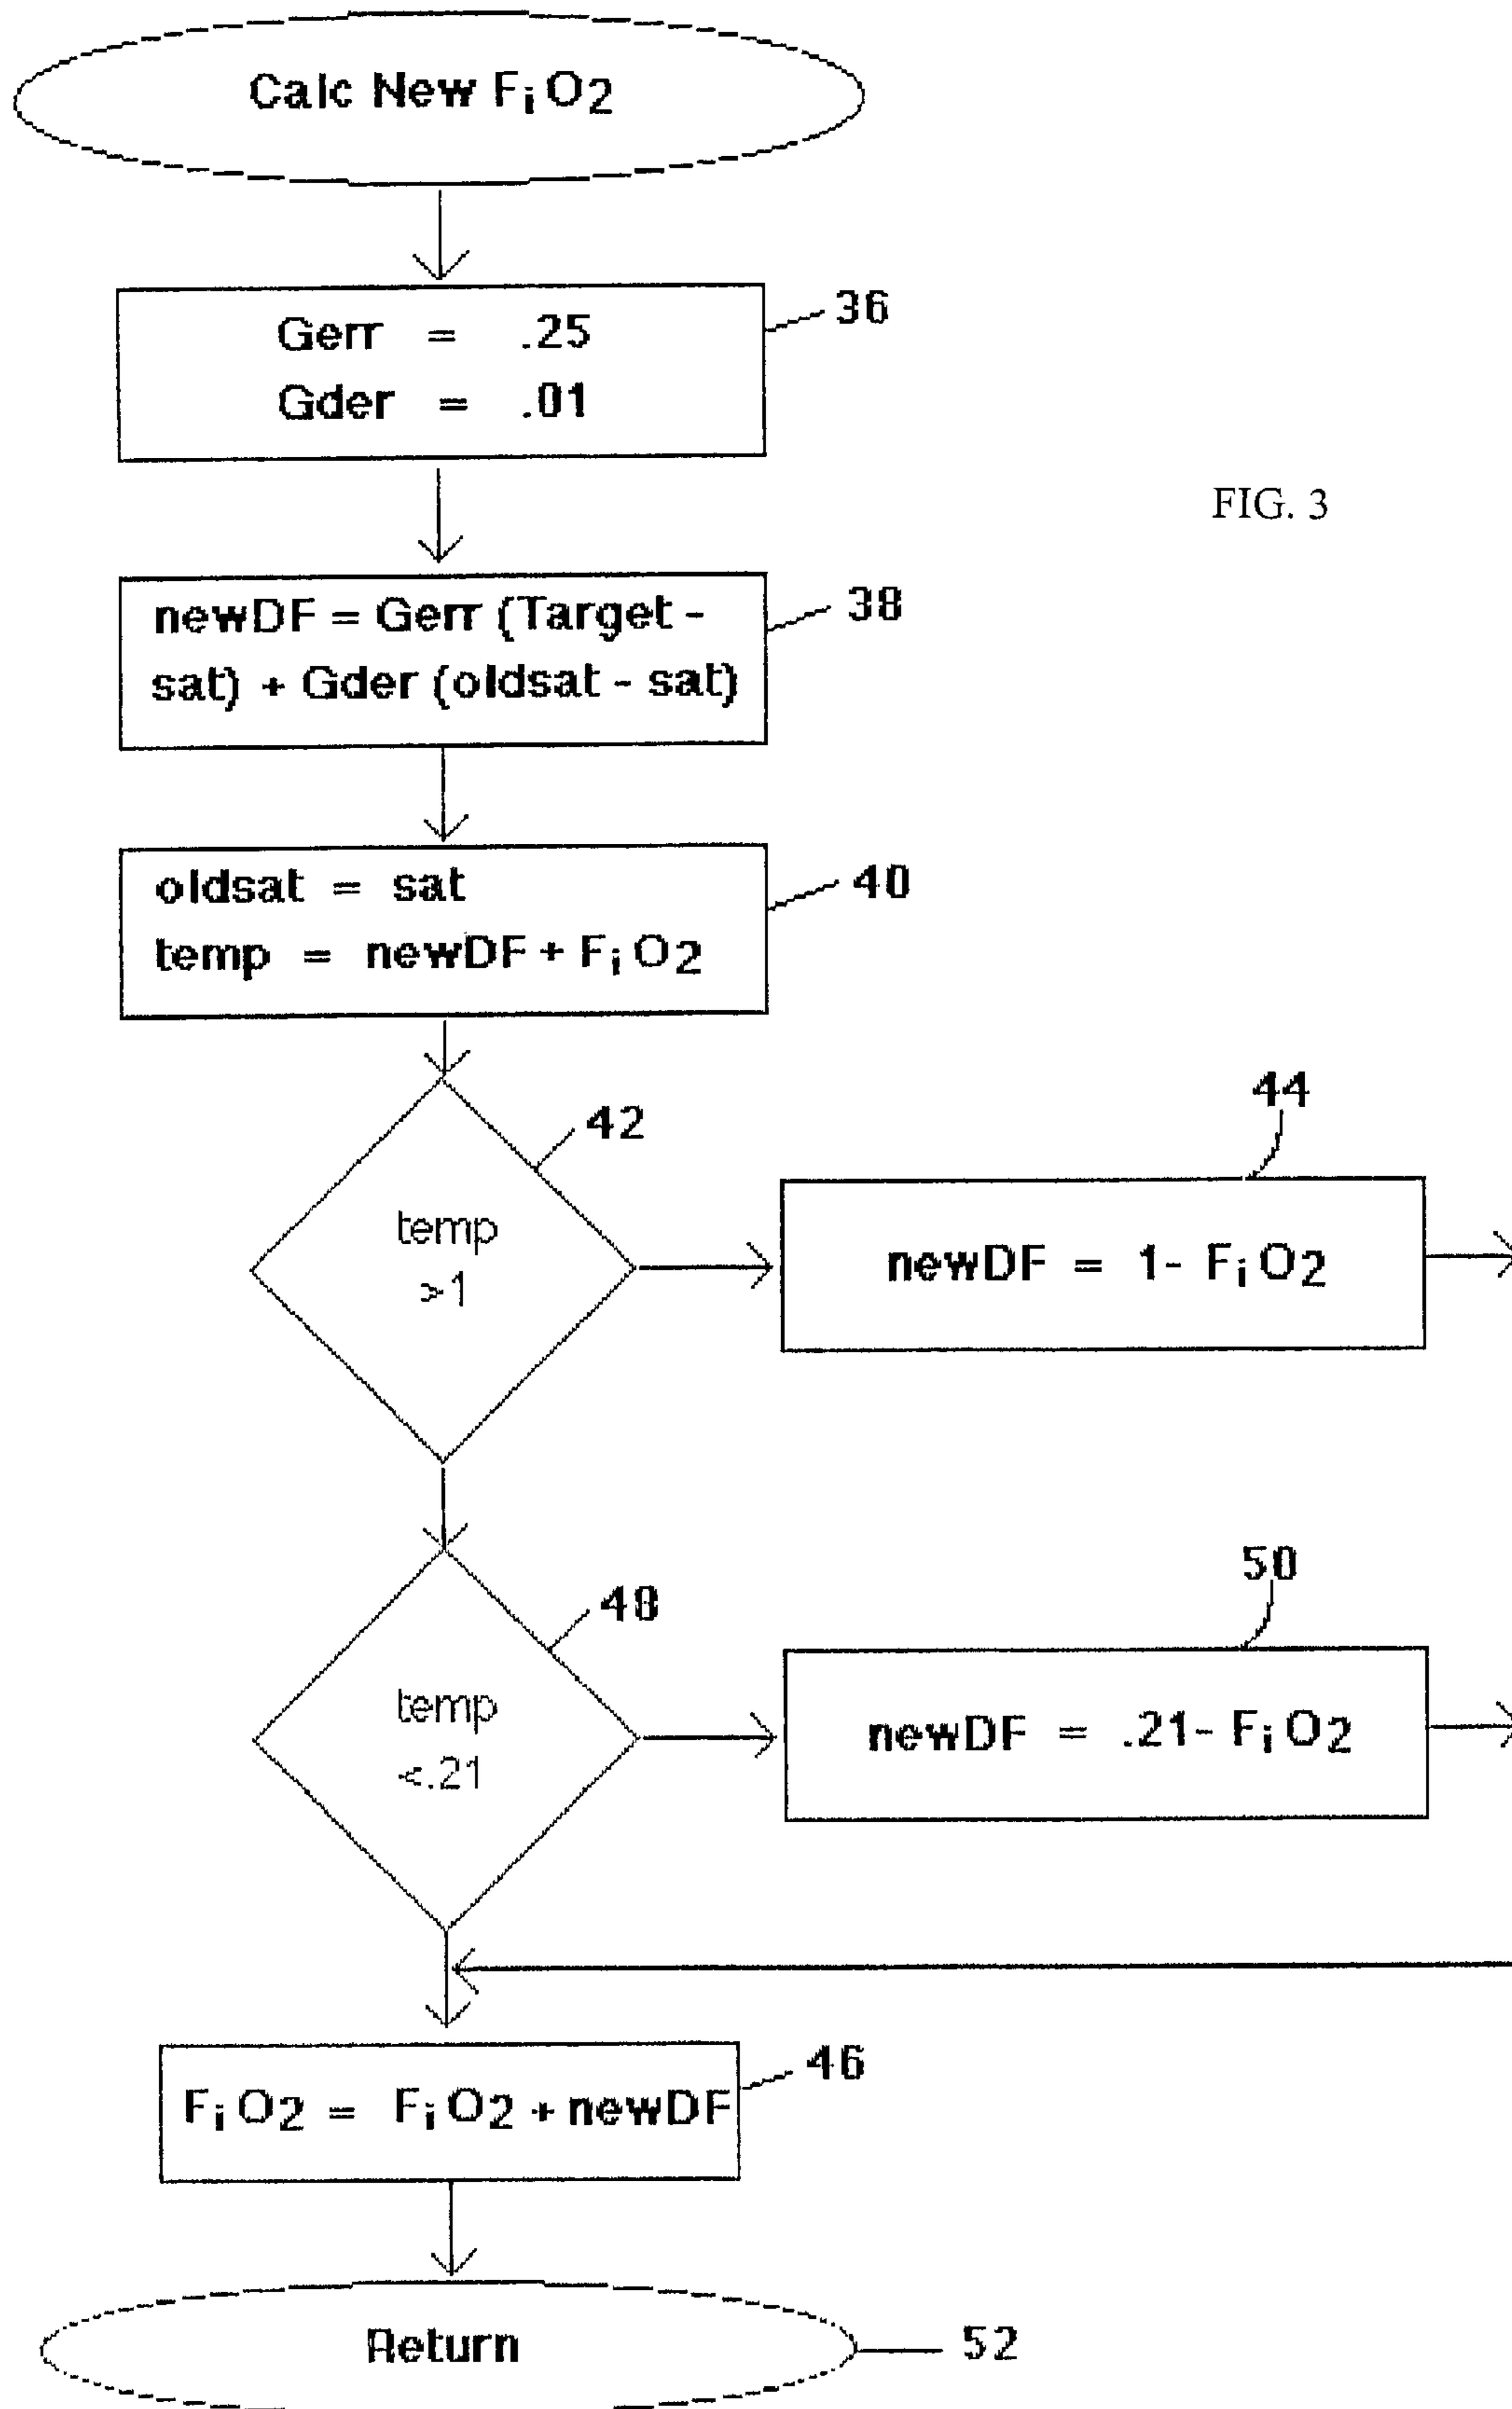 Calc New FiO2
36
Gerr = .25
Gder = .01
FIG. 3
38
newDF = Gerr (Target -
sat) + Gder (oldsat - sat)
40
oldsat = sat
temp = newDF + FiO2
42
temp
>1
44
newDF = 1- FiO2
48
temp
<.21
50
newDF = .21- FiO2
46
FiO2 = FiO2 + newDF
Return
52